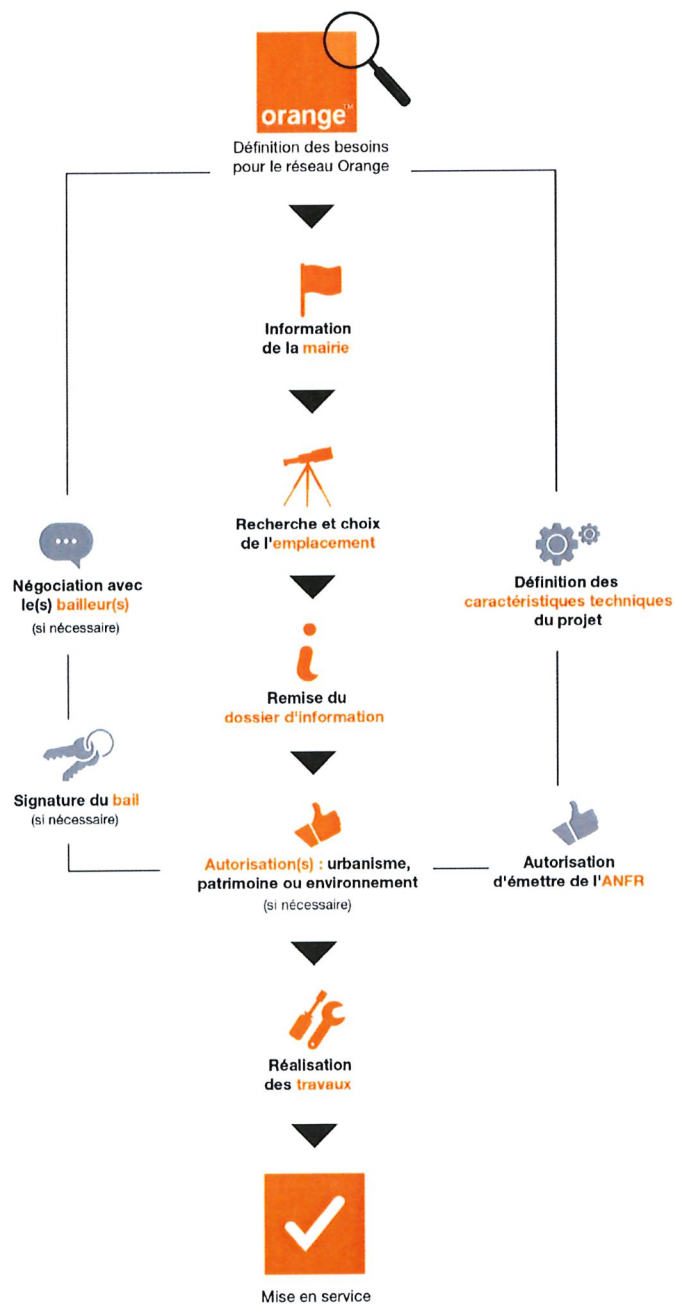 orange™
Définition des besoins
pour le réseau Orange
Information
de la mairie
Recherche et choix
de l'emplacement
Négociation avec
le(s) bailleur(s)
(si nécessaire)
Définition des
caractéristiques techniques
du projet
Remise du
dossier d'information
Signature du bail
(si nécessaire)
Autorisation(s) : urbanisme,
patrimoine ou environnement
(si nécessaire)
Autorisation
d'émettre de l'ANFR
Réalisation
des travaux
Mise en service